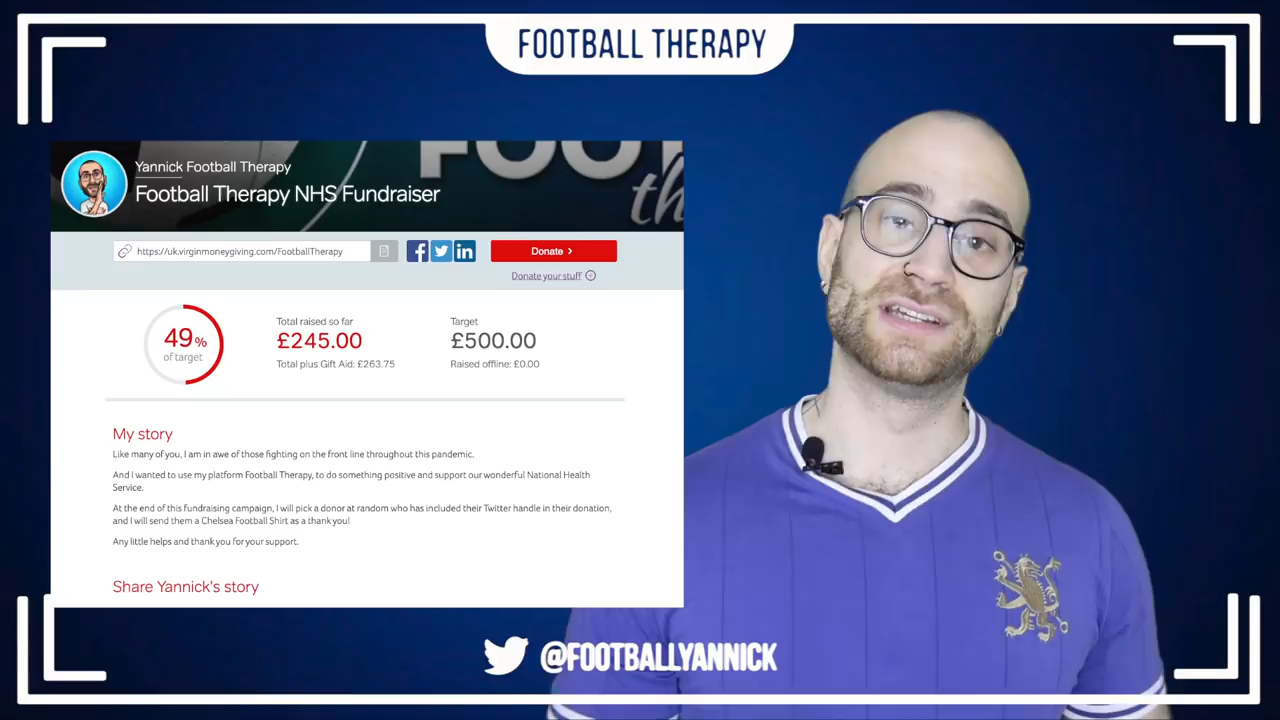 FOOTBALL THERAPY
FOO
th
Yannick Football Therapy
Football Therapy NHS Fundraiser
https://uk.virginmoneygiving.com/FootballTherapy
Donate >
Donate your stuff
49%
of target
Total raised so far
£245.00
Total plus Gift Aid: £263.75
Target
£500.00
Raised offline: £0.00
My story
Like many of you, I am in awe of those fighting on the front line throughout this pandemic.
And I wanted to use my platform Football Therapy, to do something positive and support our wonderful National Health
Service.
At the end of this fundraising campaign, I will pick a donor at random who has included their Twitter handle in their donation,
and I will send them a Chelsea Football Shirt as a thank you!
Any little helps and thank you for your support.
Share Yannick's story
@FOOTBALLYANNICK